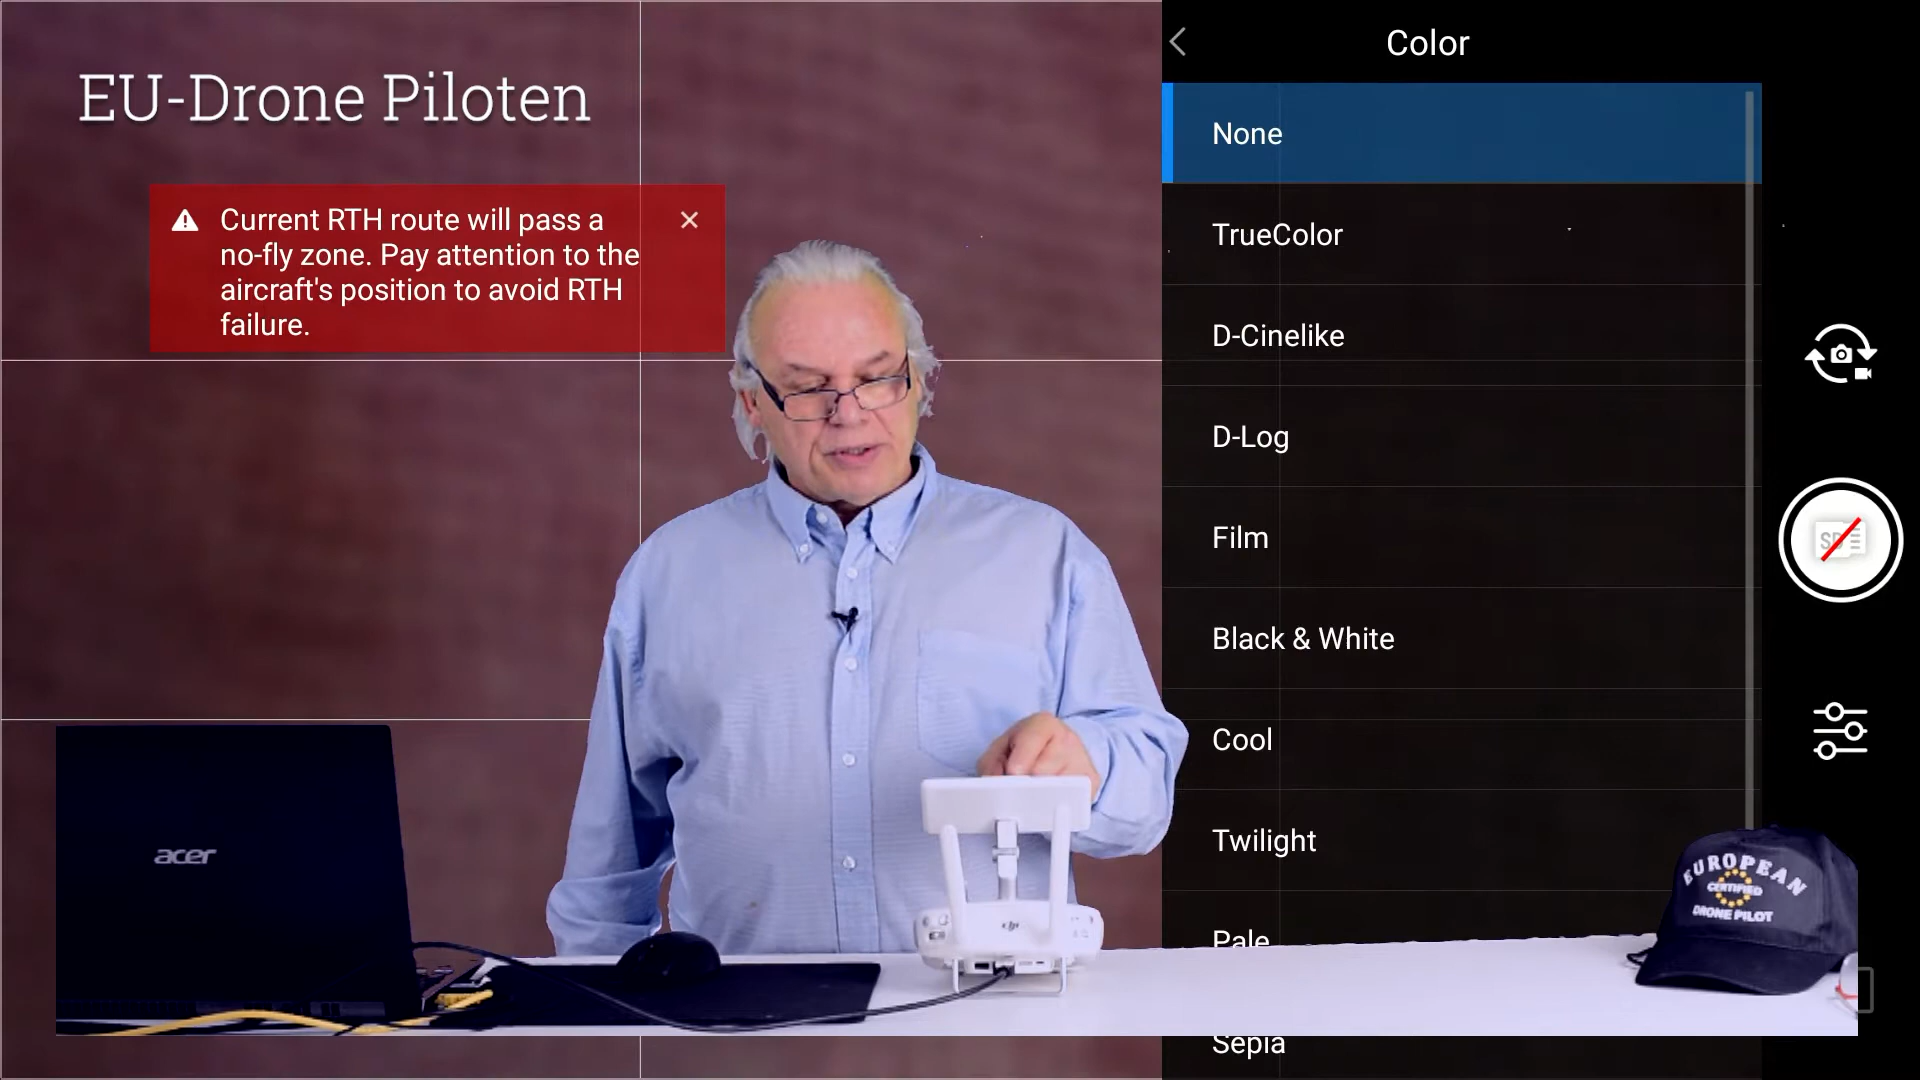 EU-Drone Piloten
Current RTH route will pass a
no-fly zone. Pay attention to the
aircraft's position to avoid RTH
failure.
Color
None
TrueColor
D-Cinelike
D-Log
Film
Black & White
Cool
Twilight
Pale
Sepia
SD
acer
dji
EUROPEAN
CERTIFIED
DRONE PILOT